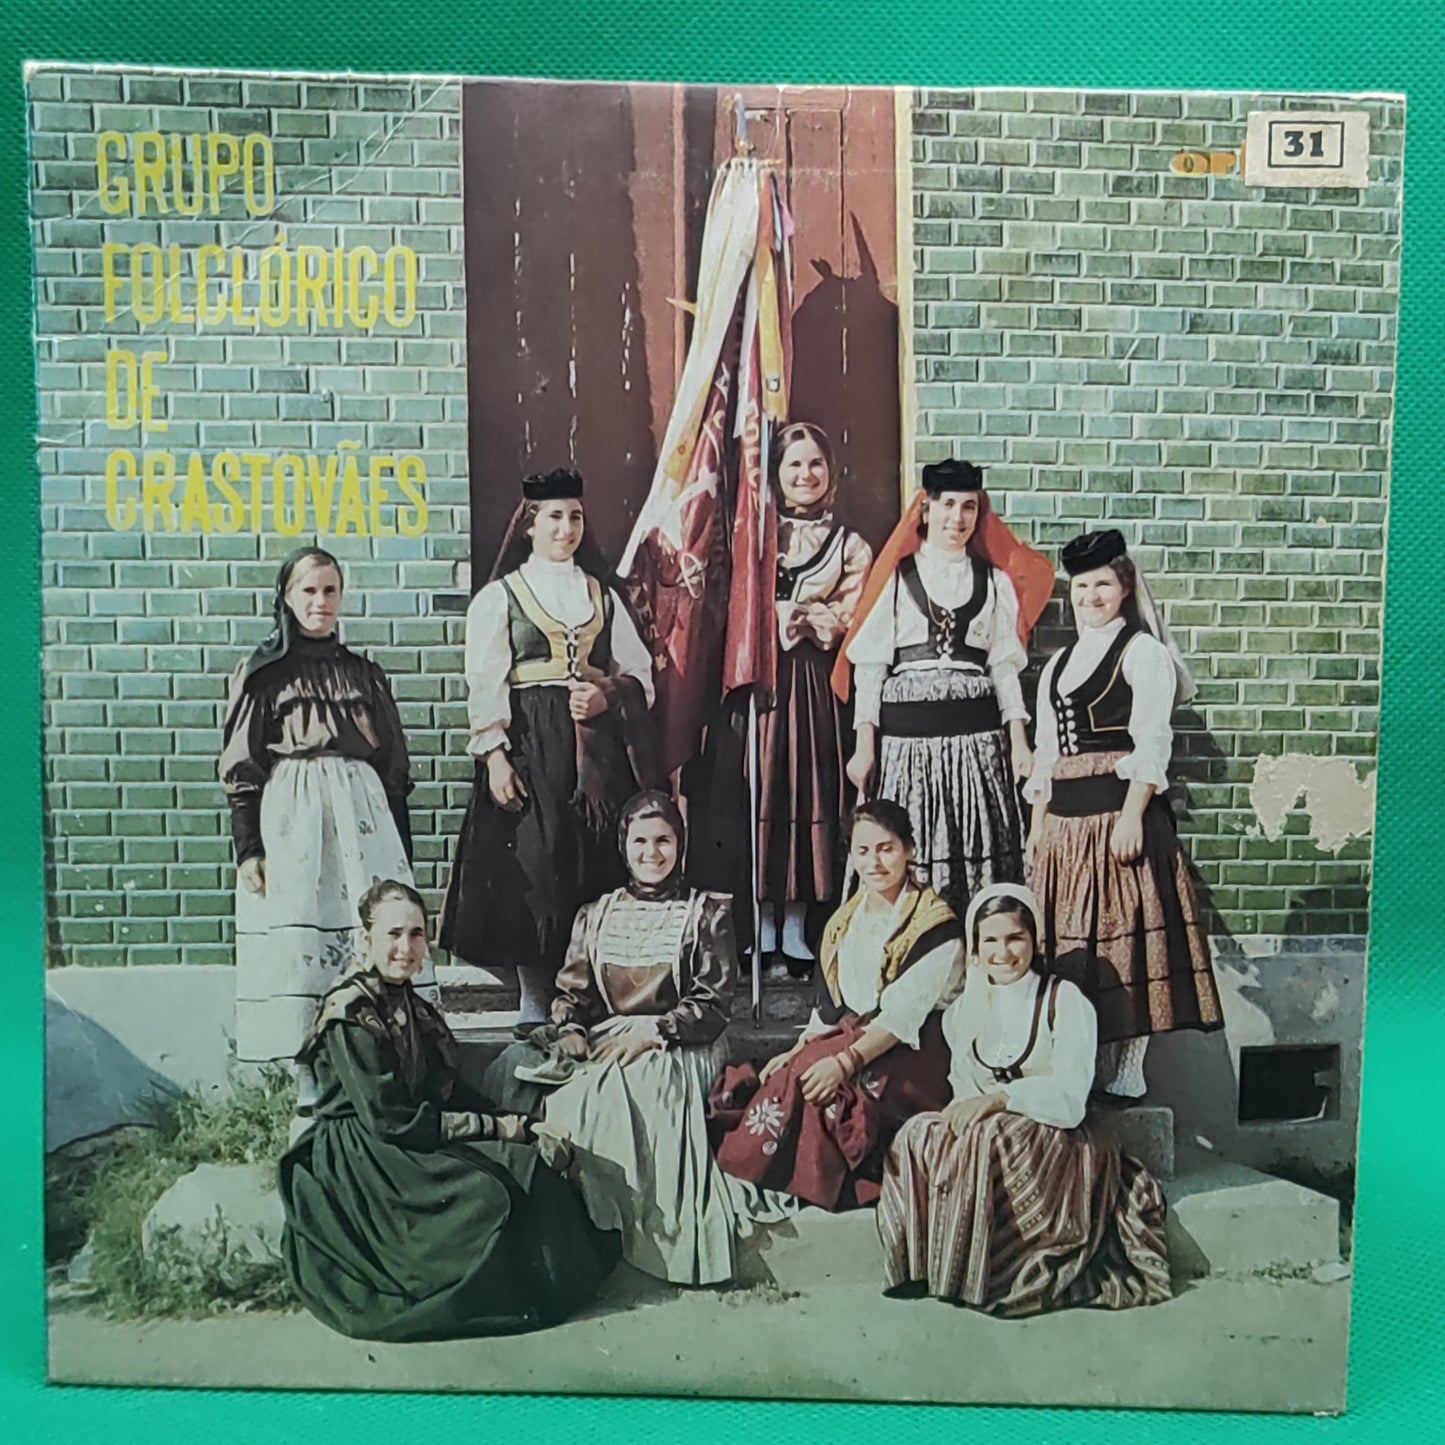 GRUPO
FOLCLÓRICO
DE
CRASTOVÃES
31